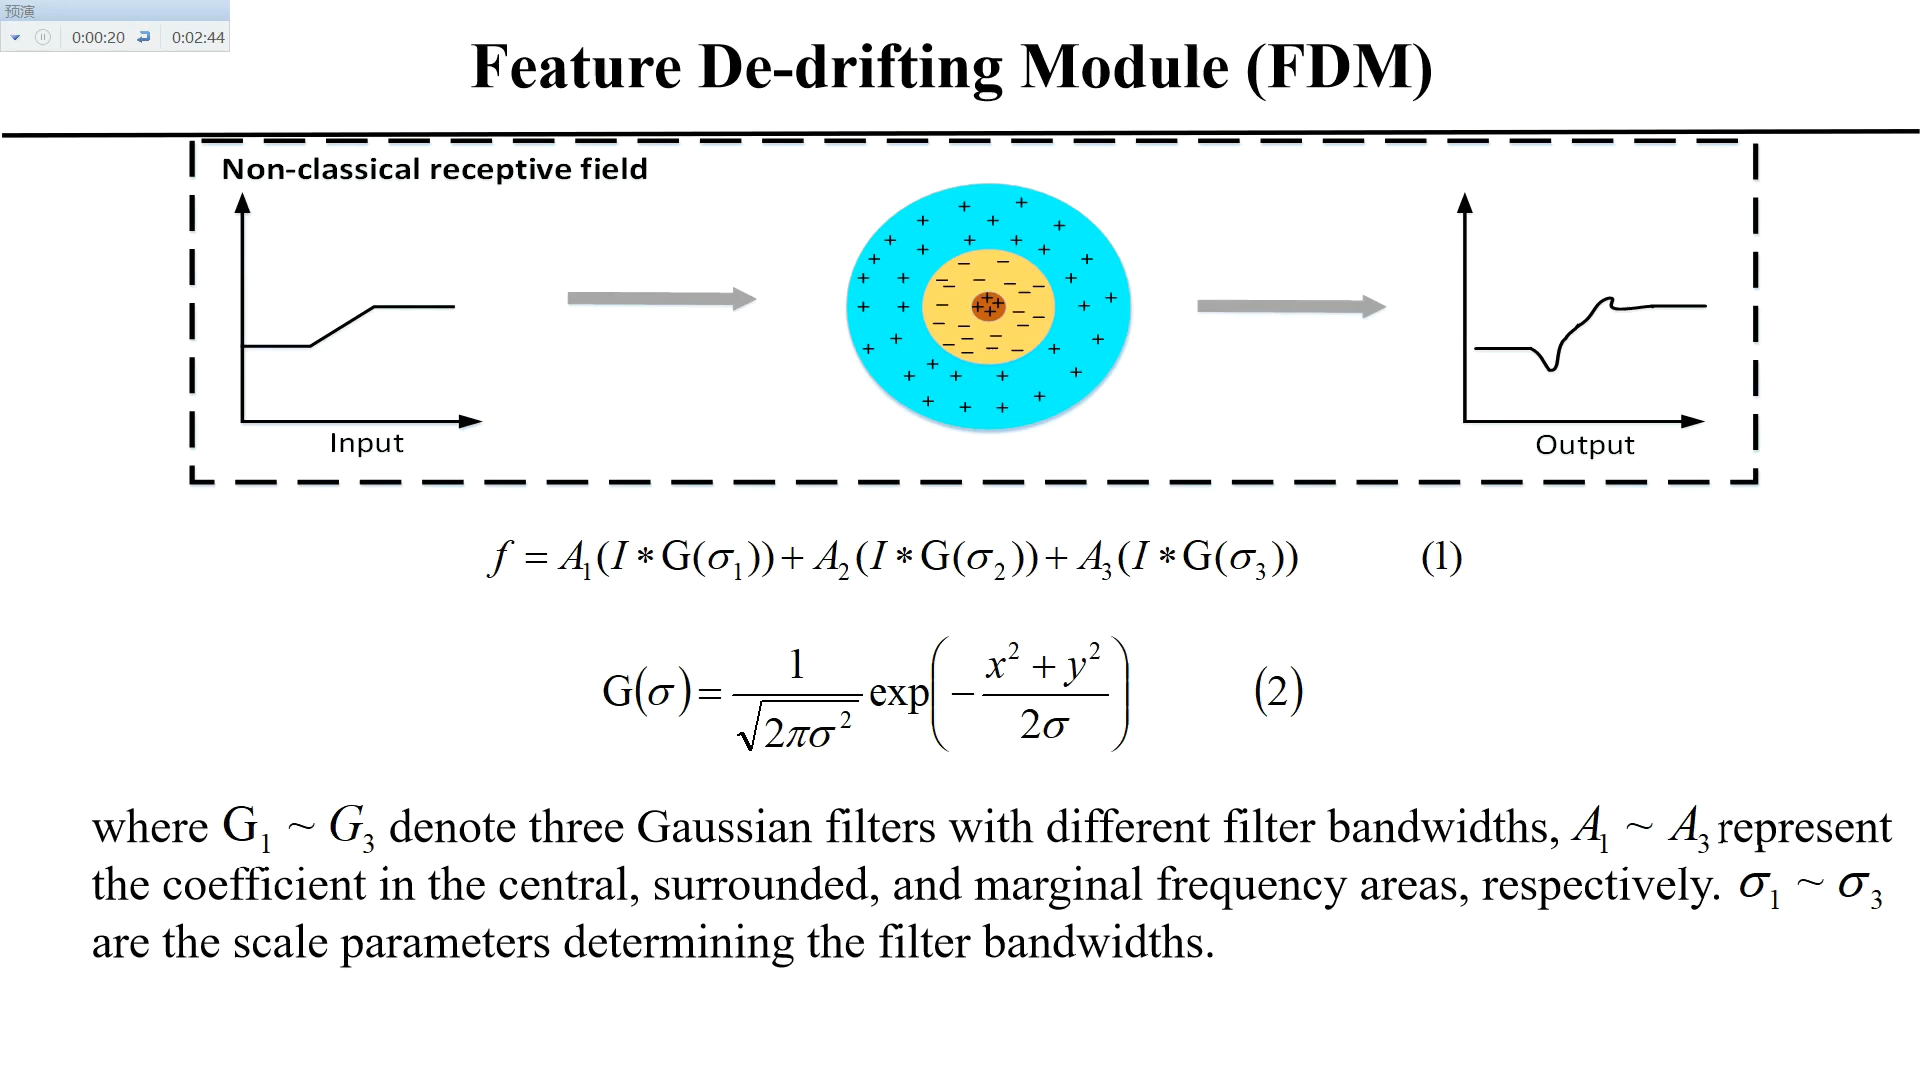 预演
0:00:20 0:02:44
Feature De-drifting Module (FDM)
Non-classical receptive field
Input
Output
f = A₁(I * G(σ₁)) + A₂(I * G(σ₂)) + A₃(I * G(σ₃)) (1)
G(σ) = 1/√(2πσ²) exp(−(x² + y²)/(2σ)) (2)
where G₁ ~ G₃ denote three Gaussian filters with different filter bandwidths, A₁ ~ A₃ represent
the coefficient in the central, surrounded, and marginal frequency areas, respectively. σ₁ ~ σ₃
are the scale parameters determining the filter bandwidths.